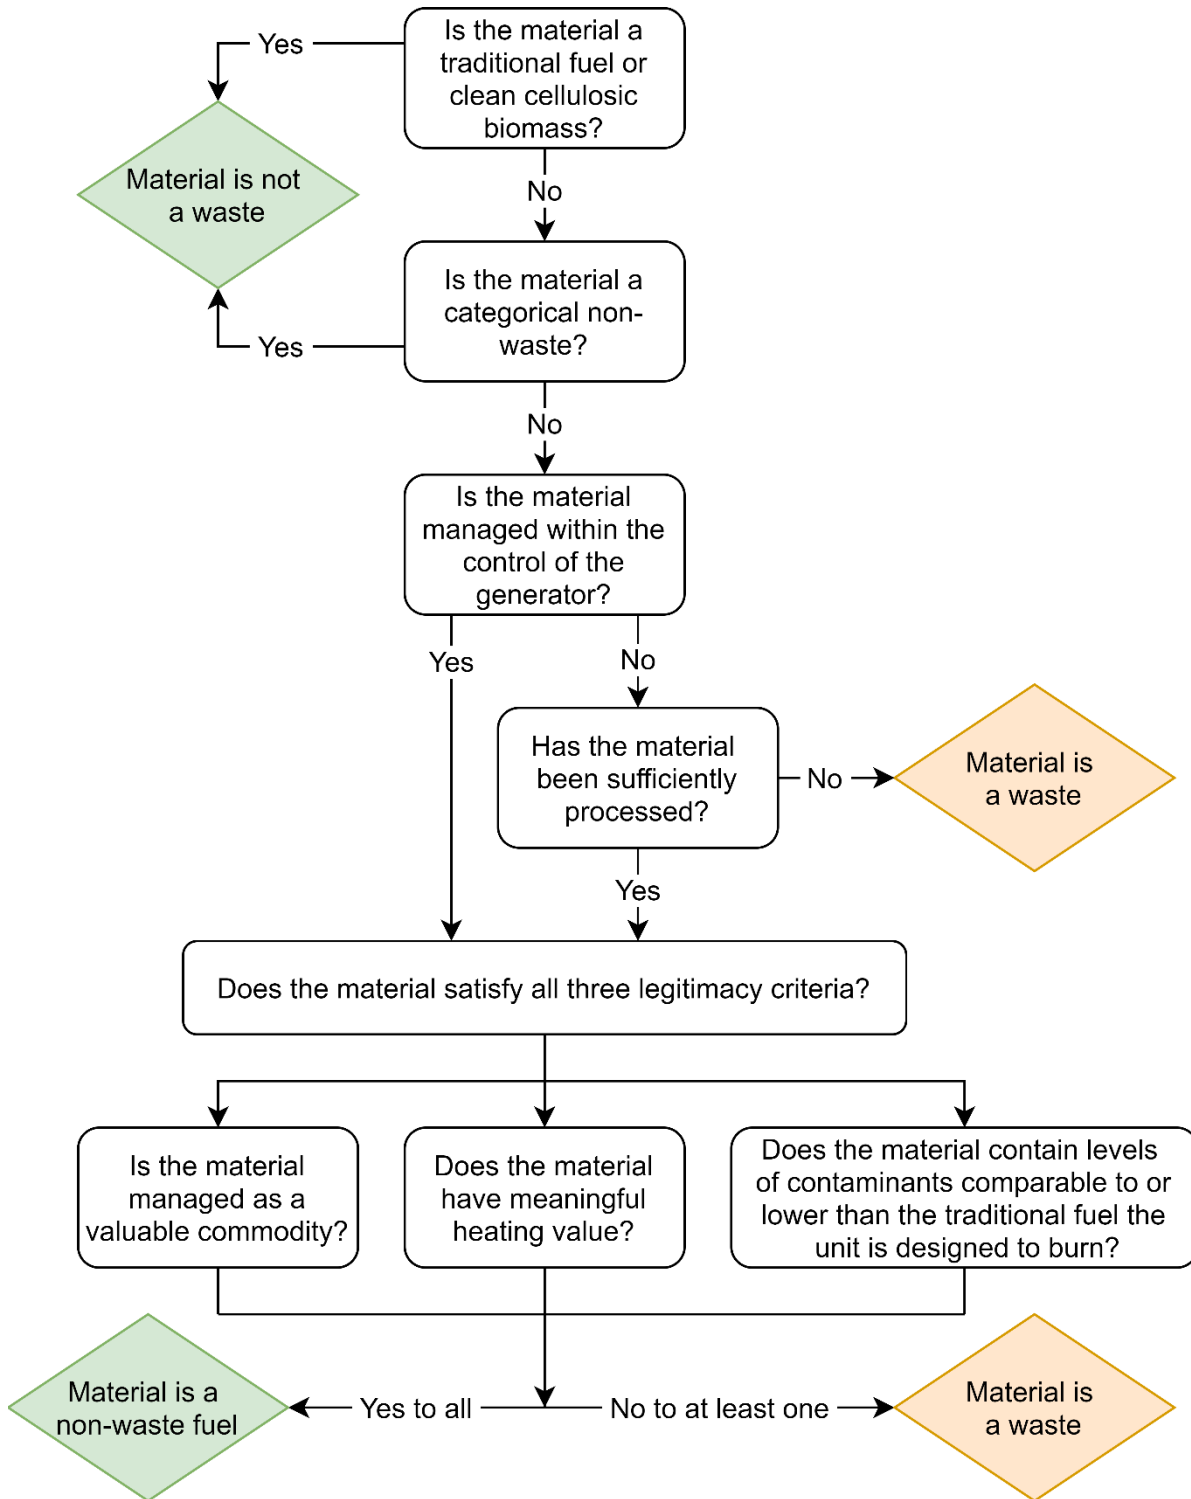 Is the material a
traditional fuel or
clean cellulosic
biomass?
Yes
Material is not
a waste
No
Is the material a
categorical non-
waste?
Yes
No
Is the material
managed within the
control of the
generator?
Yes
No
Has the material
been sufficiently
processed?
No
Material is
a waste
Yes
Does the material satisfy all three legitimacy criteria?
Is the material
managed as a
valuable commodity?
Does the material
have meaningful
heating value?
Does the material contain levels
of contaminants comparable to or
lower than the traditional fuel the
unit is designed to burn?
Material is a
non-waste fuel
Yes to all
No to at least one
Material is
a waste